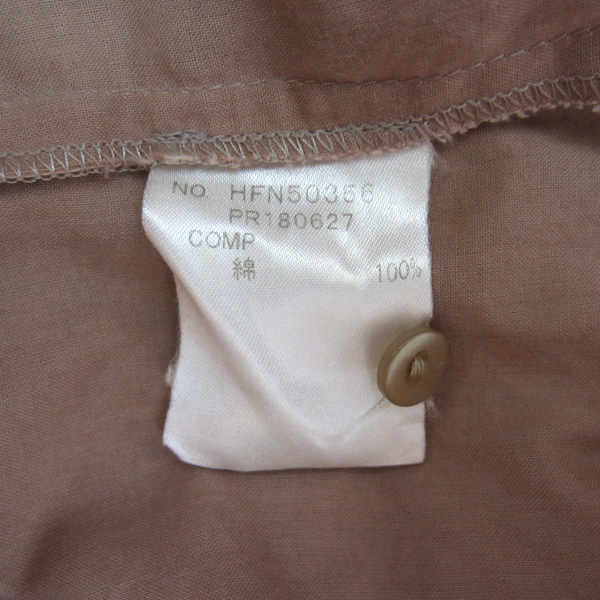 NO. HFN50356
PR180627
COMP
綿 100%